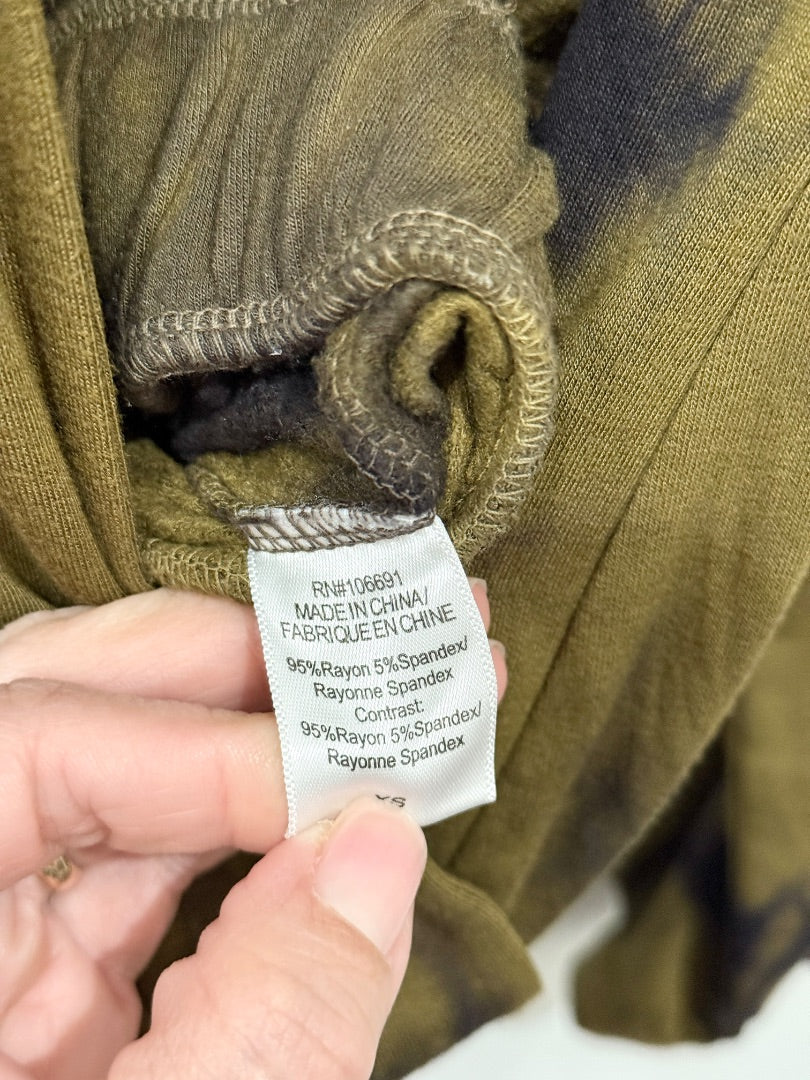 RN#106691
MADE IN CHINA/
FABRIQUE EN CHINE
95%Rayon 5%Spandex/
Rayonne Spandex
Contrast:
95%Rayon 5%Spandex/
Rayonne Spandex
XS